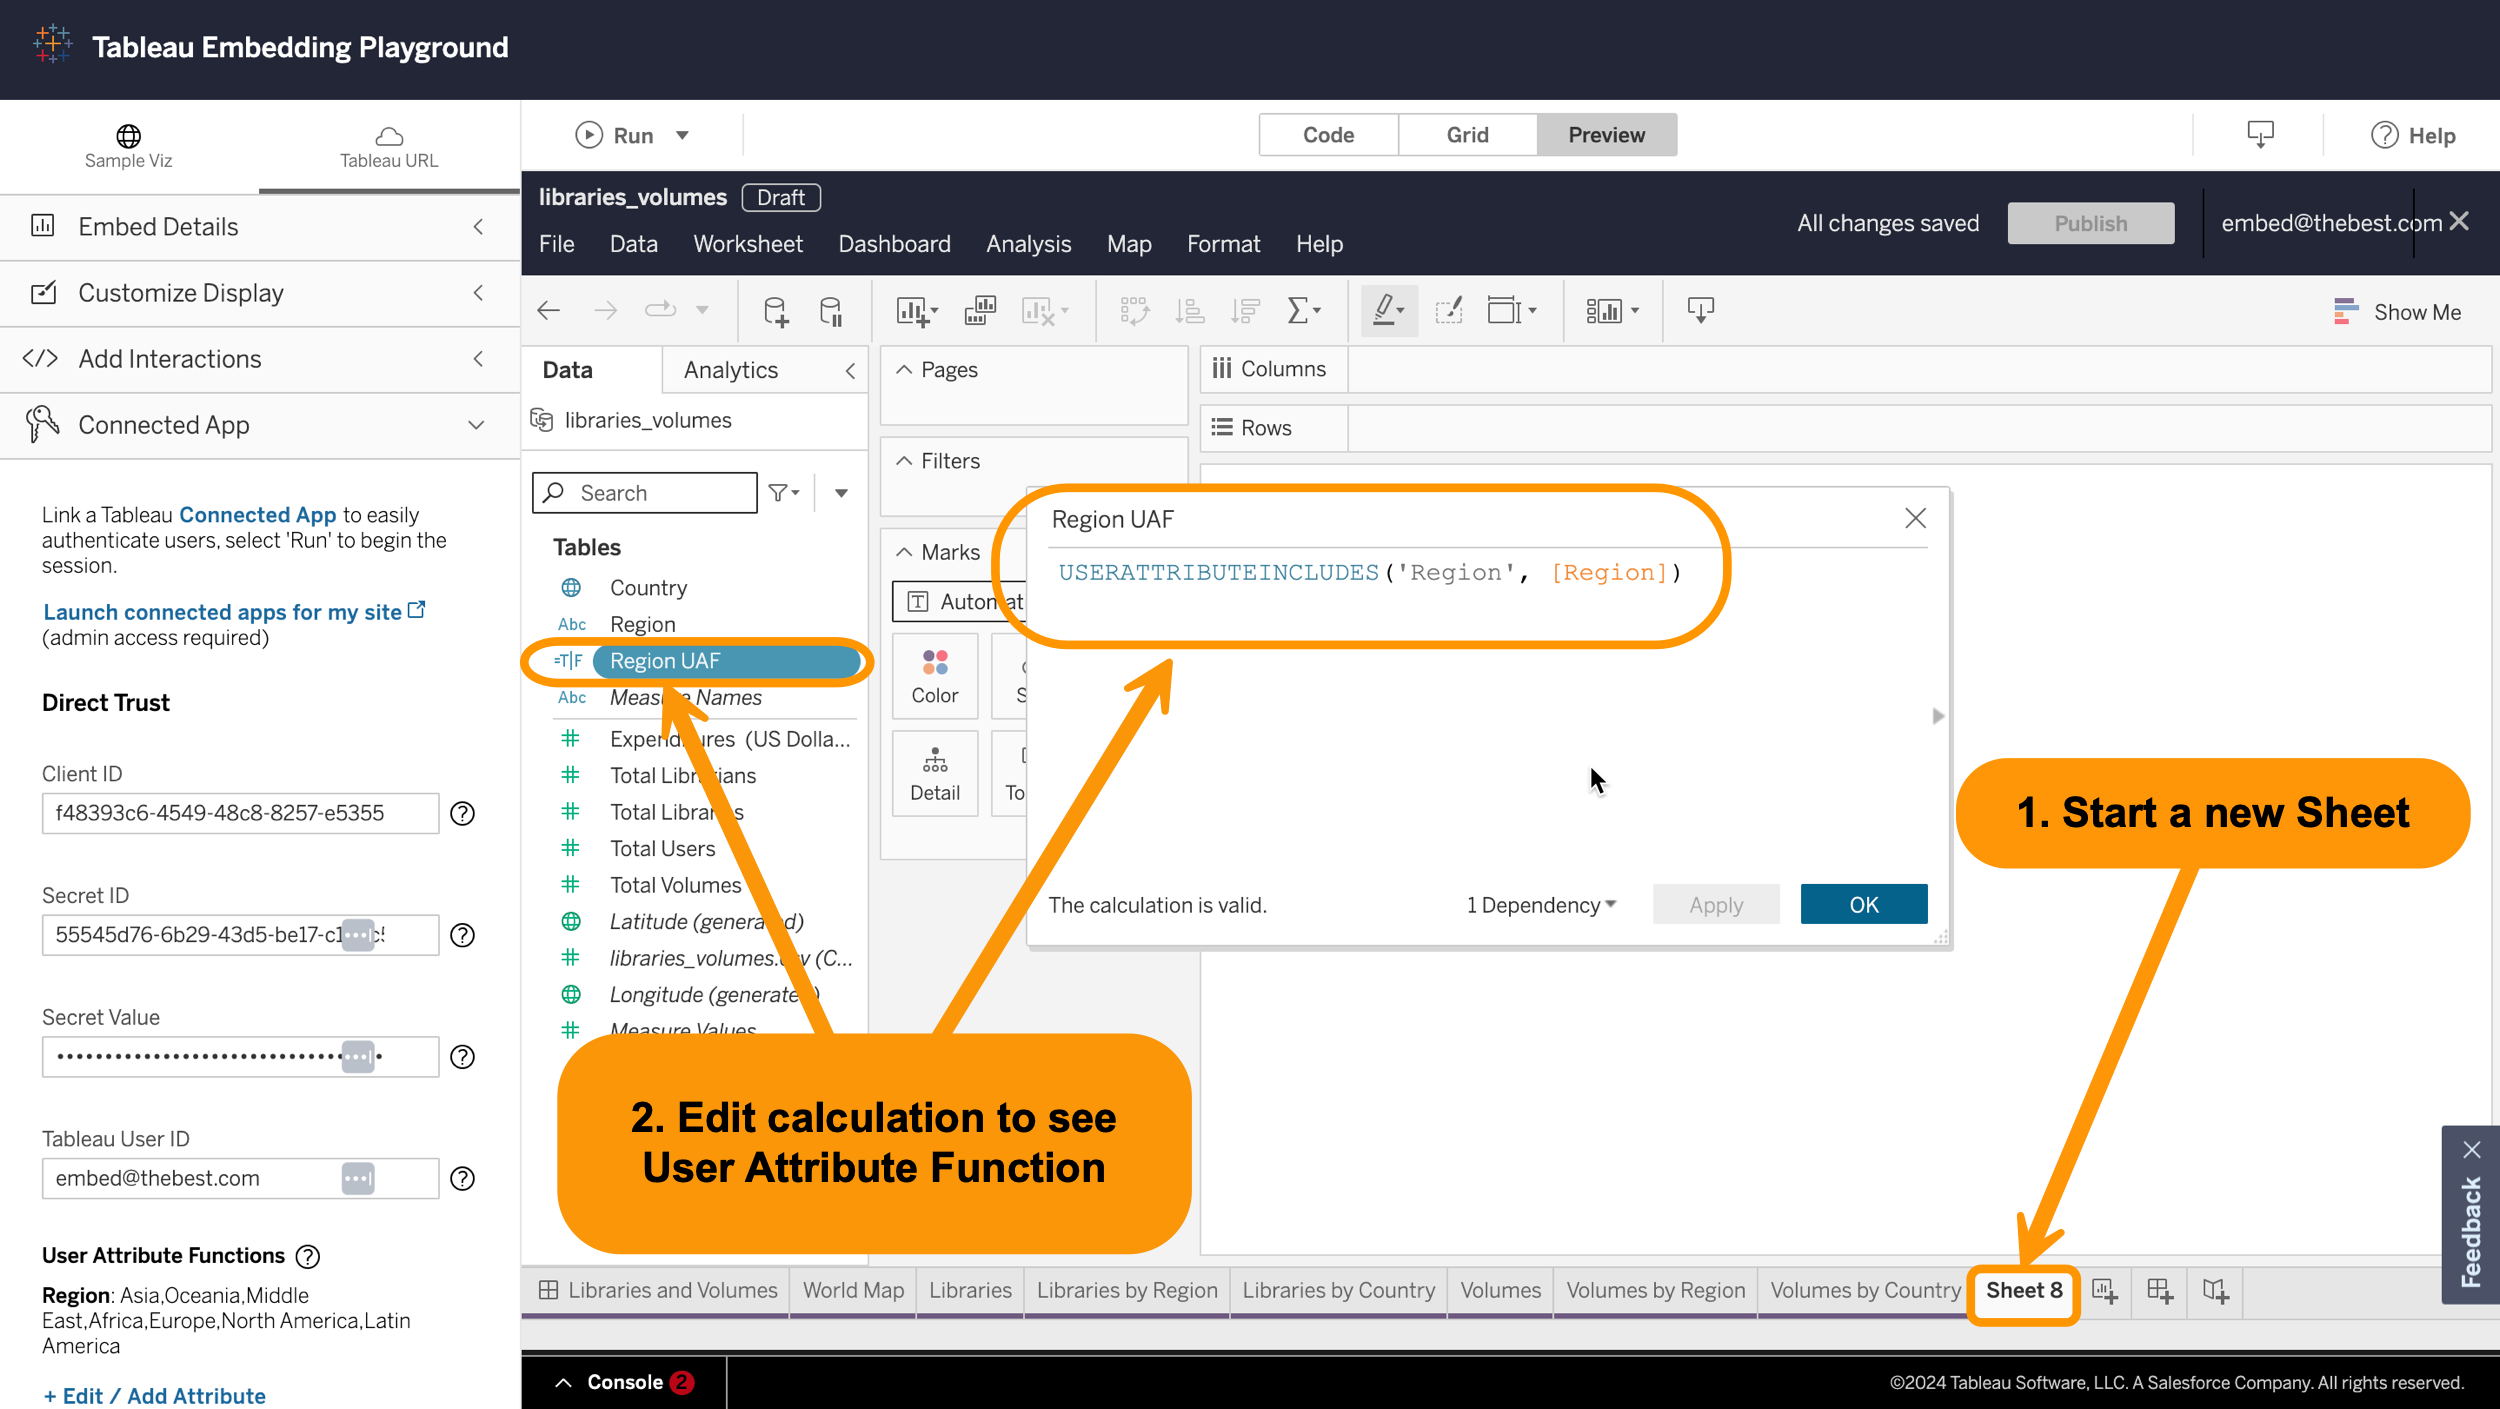 Tableau Embedding Playground
Sample Viz
Tableau URL
Run
Code
Grid
Preview
Help
Embed Details
Customize Display
Add Interactions
Connected App
Link a Tableau Connected App to easily
authenticate users, select 'Run' to begin the
session.
Launch connected apps for my site
(admin access required)
Direct Trust
Client ID
f48393c6-4549-48c8-8257-e5355
Secret ID
55545d76-6b29-43d5-be17-c1
Secret Value
Tableau User ID
embed@thebest.com
User Attribute Functions
Region: Asia,Oceania,Middle
East,Africa,Europe,North America,Latin
America
+ Edit / Add Attribute
libraries_volumes
Draft
File
Data
Worksheet
Dashboard
Analysis
Map
Format
Help
All changes saved
Publish
embed@thebest.com
Show Me
Data
Analytics
libraries_volumes
Search
Tables
Country
Abc Region
=T|F Region UAF
Abc Measure Names
Expenditures (US Dolla...
Total Librarians
Total Libraries
Total Users
Total Volumes
Latitude (generated)
libraries_volumes.csv (C...
Longitude (generated)
Measure Values
Pages
Filters
Marks
Automat
Color
S
Detail
To
Columns
Rows
Region UAF
USERATTRIBUTEINCLUDES('Region', [Region])
The calculation is valid.
1 Dependency
Apply
OK
1. Start a new Sheet
2. Edit calculation to see
User Attribute Function
Feedback
Libraries and Volumes
World Map
Libraries
Libraries by Region
Libraries by Country
Volumes
Volumes by Region
Volumes by Country
Sheet 8
Console 2
©2024 Tableau Software, LLC. A Salesforce Company. All rights reserved.